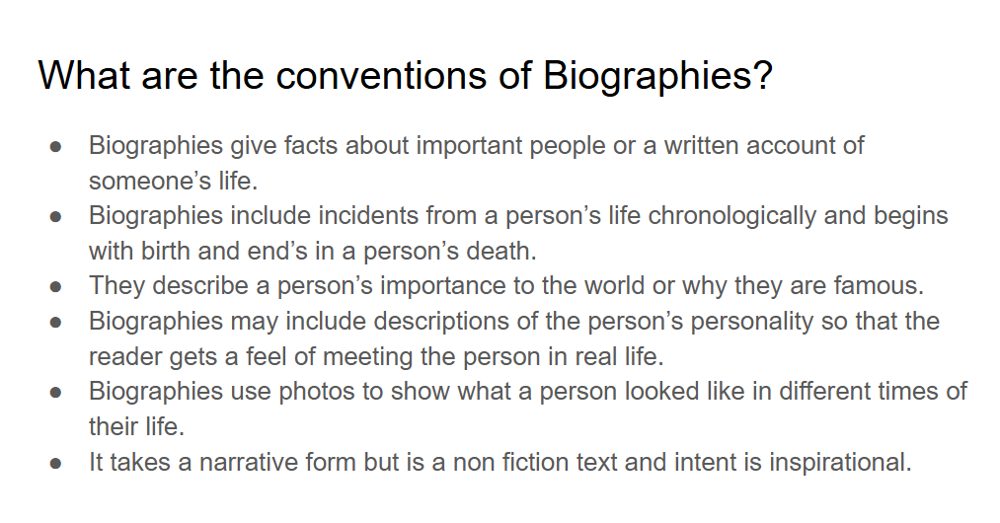 What are the conventions of Biographies?
● Biographies give facts about important people or a written account of
someone’s life.
● Biographies include incidents from a person’s life chronologically and begins
with birth and end’s in a person’s death.
● They describe a person’s importance to the world or why they are famous.
● Biographies may include descriptions of the person’s personality so that the
reader gets a feel of meeting the person in real life.
● Biographies use photos to show what a person looked like in different times of
their life.
● It takes a narrative form but is a non fiction text and intent is inspirational.